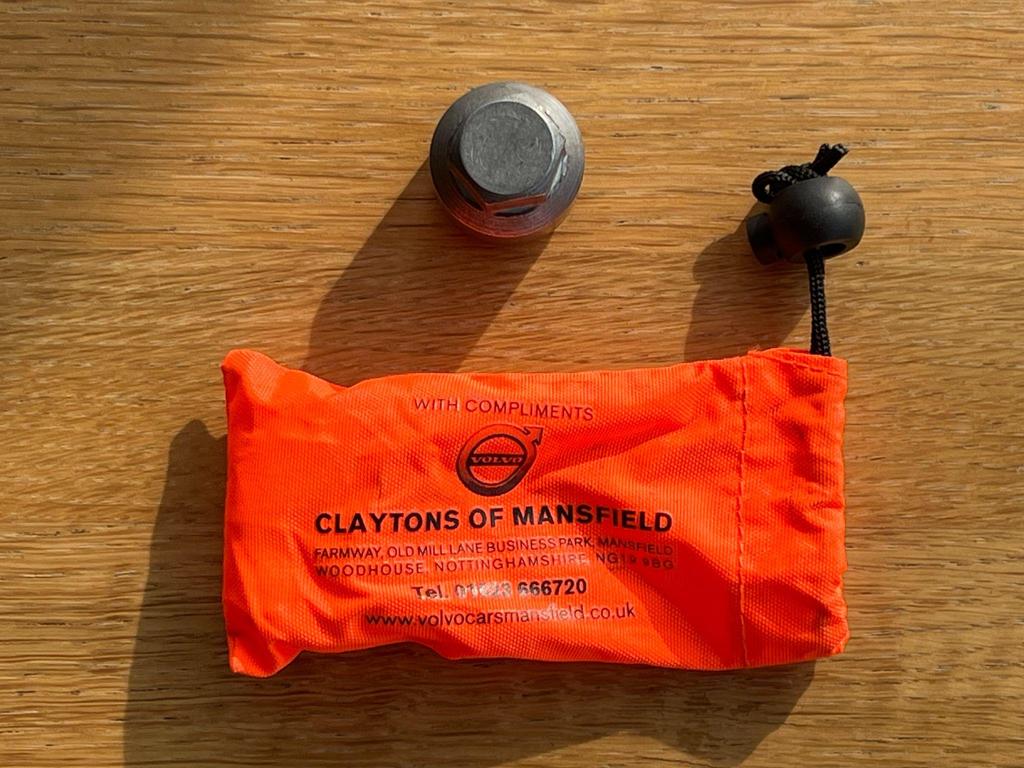 WITH COMPLIMENTS
VOLVO
CLAYTONS OF MANSFIELD
FARMWAY, OLD MILL LANE BUSINESS PARK, MANSFIELD
WOODHOUSE, NOTTINGHAMSHIRE, NG19 9BG
Tel. 666720
www.volvocarsmansfield.co.uk